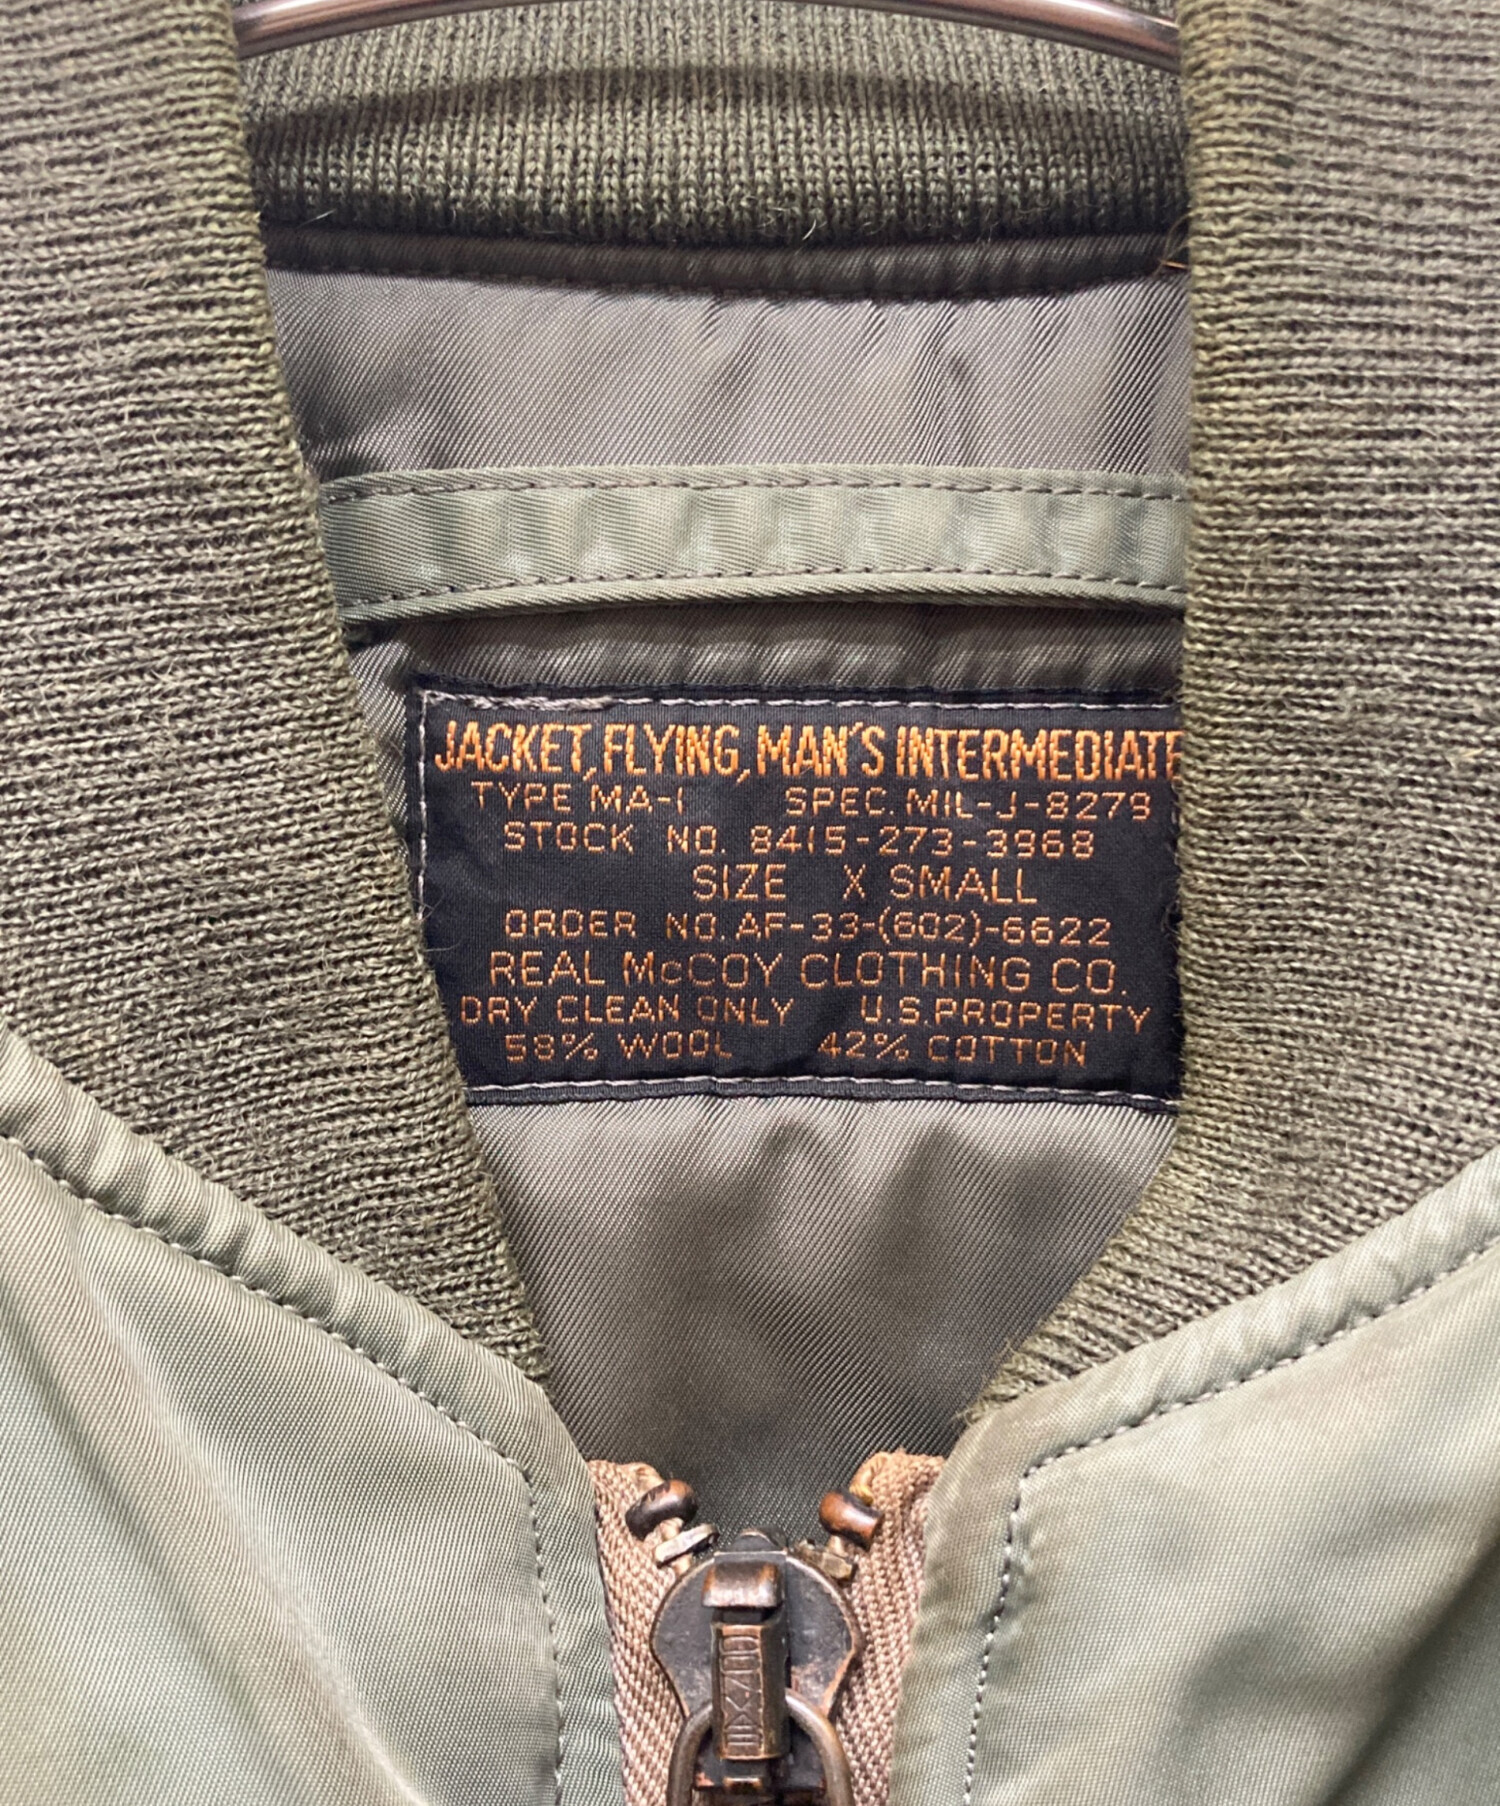 JACKET, FLYING, MAN'S INTERMEDIATE
TYPE MA-1 SPEC. MIL-J-8279
STOCK NO. 8415-273-3968
SIZE X SMALL
ORDER NO. AF-33-(602)-6622
REAL McCOY CLOTHING CO.
DRY CLEAN ONLY U.S. PROPERTY
58% WOOL 42% COTTON